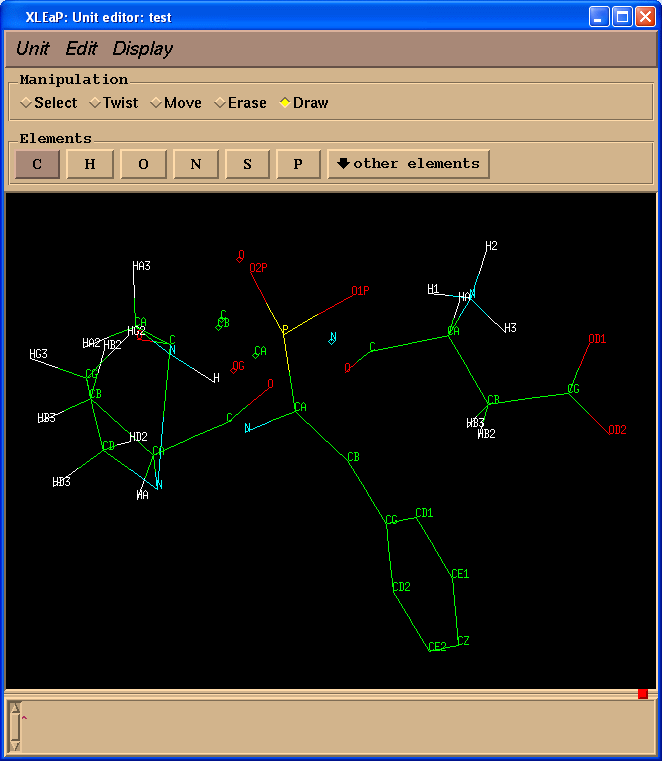 XLEaP: Unit editor: test
Unit Edit Display
Manipulation
Select Twist Move Erase Draw
Elements
C H O N S P other elements
H2
O
HA3 O2P
H1 HA N O1P
C
CB
CA HG2 P N CA H3
HA2 HB2 O C N C OD1
HG3 CA
OG O
CG H O CG
CB C CA CB
HB3 N HB3 OD2
HD2 HB2
CD CA CB
HD3 N
HA
CG CD1
CD2 CE1
CE2 CZ